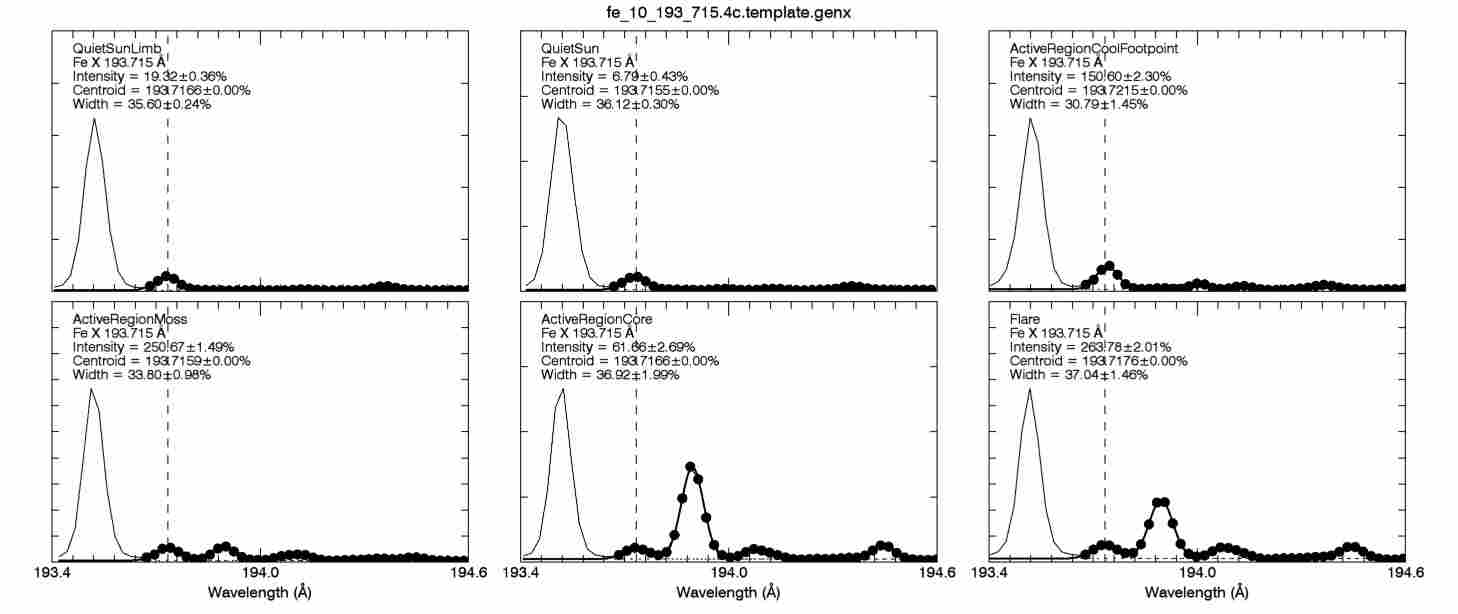 fe_10_193_715.4c.template.genx
QuietSunLimb
Fe X 193.715 Å
Intensity = 19.32±0.36%
Centroid = 193.7166±0.00%
Width = 35.60±0.24%
QuietSun
Fe X 193.715 Å
Intensity = 6.79±0.43%
Centroid = 193.7155±0.00%
Width = 36.12±0.30%
ActiveRegionCoolFootpoint
Fe X 193.715 Å
Intensity = 150.60±2.30%
Centroid = 193.7215±0.00%
Width = 30.79±1.45%
ActiveRegionMoss
Fe X 193.715 Å
Intensity = 250.67±1.49%
Centroid = 193.7159±0.00%
Width = 33.80±0.98%
ActiveRegionCore
Fe X 193.715 Å
Intensity = 61.66±2.69%
Centroid = 193.7166±0.00%
Width = 36.92±1.99%
Flare
Fe X 193.715 Å
Intensity = 263.78±2.01%
Centroid = 193.7176±0.00%
Width = 37.04±1.46%
193.4 194.0 194.6
193.4 194.0 194.6
193.4 194.0 194.6
Wavelength (Å)
Wavelength (Å)
Wavelength (Å)